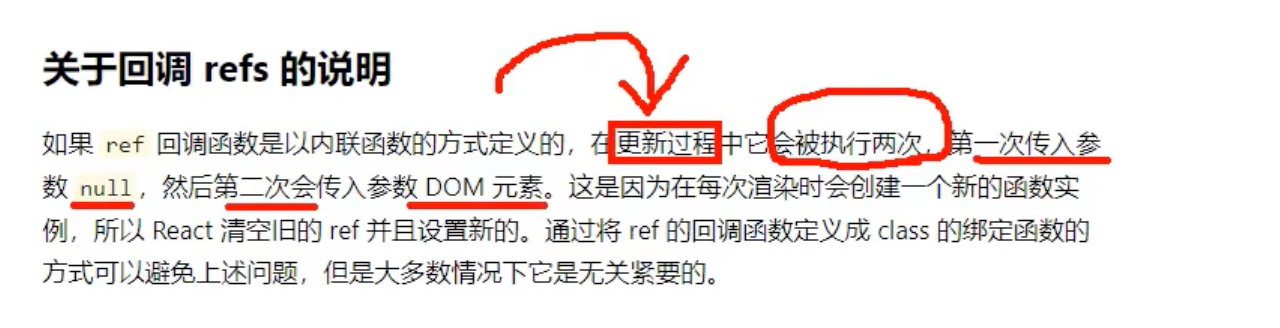 关于回调 refs 的说明
如果 ref 回调函数是以内联函数的方式定义的，在更新过程中它会被执行两次，第一次传入参
数 null，然后第二次会传入参数 DOM 元素。这是因为在每次渲染时会创建一个新的函数实
例，所以 React 清空旧的 ref 并且设置新的。通过将 ref 的回调函数定义成 class 的绑定函数的
方式可以避免上述问题，但是大多数情况下它是无关紧要的。